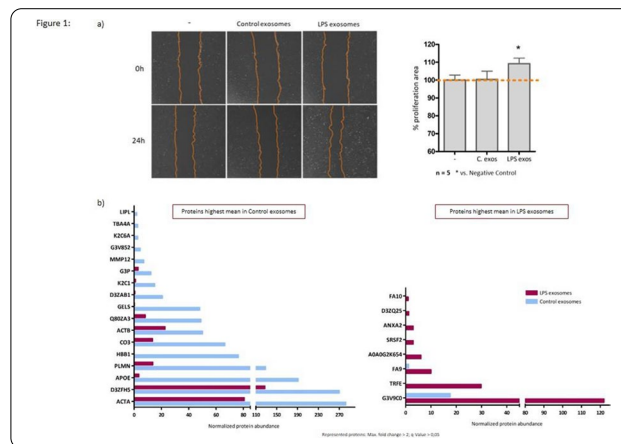 Figure 1:
a)
-
Control exosomes
LPS exosomes
0h
24h
% proliferation area
120
110
100
90
80
70
60
*
- C. exos LPS exos
n = 5 * vs. Negative Control
b)
Proteins highest mean in Control exosomes
LIPL
TBA4A
K2C6A
G3V852
MMP12
G3P
K2C1
D3ZAB1
GELS
Q80ZA3
ACTB
CO3
HBB1
PLMN
APOE
D3ZFH5
ACTA
0 20 40 60 80 110 150 190 230 270
Normalized protein abundance
Proteins highest mean in LPS exosomes
LPS exosomes
Control exosomes
FA10
D3ZQ25
ANXA2
SRSF2
A0A0G2K654
FA9
TRFE
G3V9C0
0 10 20 30 40 80 90 100 110 120
Normalized protein abundance
Represented proteins: Max. fold change > 2; q Value > 0,05